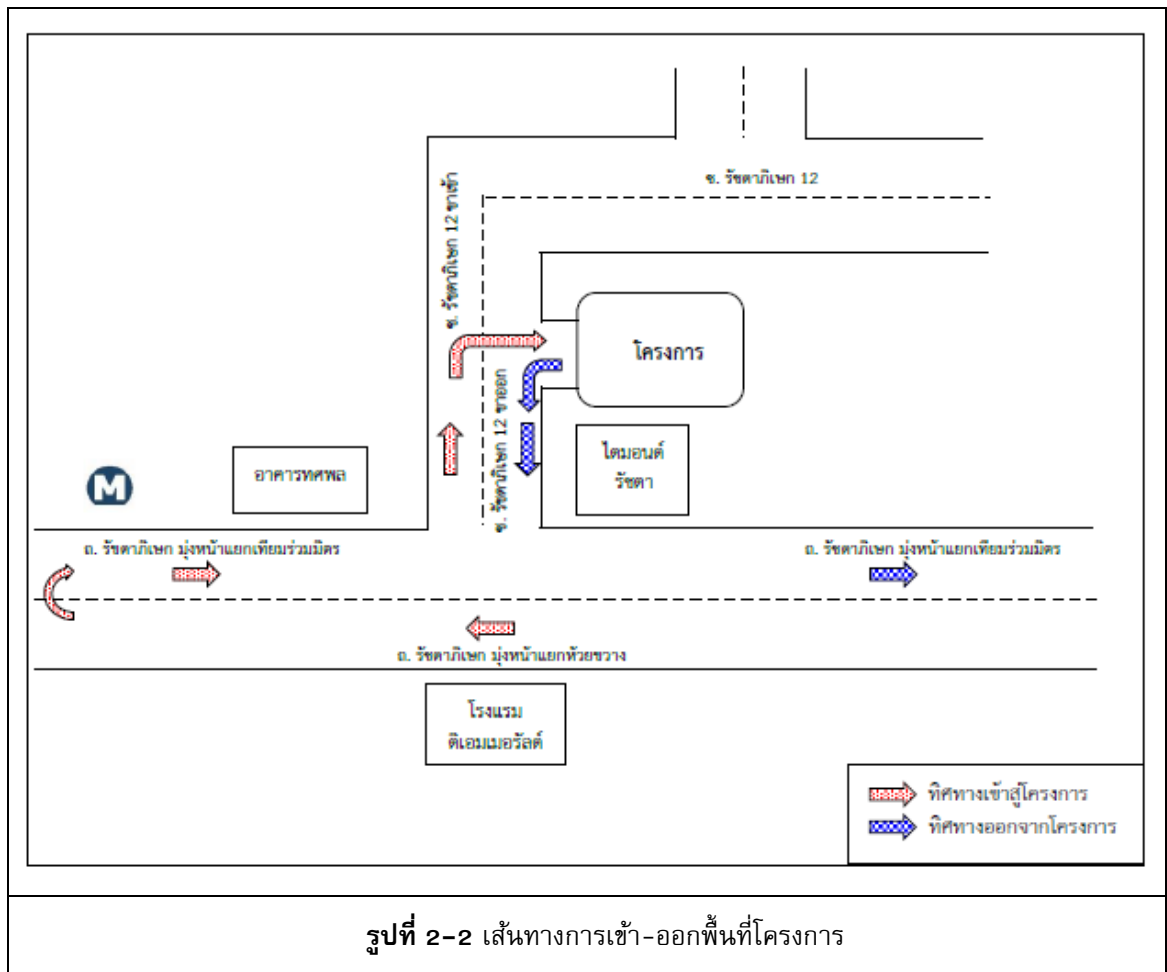 ซ. รัชดาภิเษก 12
ซ. รัชดาภิเษก 12 ขาเข้า
โครงการ
ซ. รัชดาภิเษก 12 ขาออก
ไดมอนด์
รัชดา
อาคารทศพล
M
ถ. รัชดาภิเษก มุ่งหน้าแยกเทียมร่วมมิตร
ถ. รัชดาภิเษก มุ่งหน้าแยกเทียมร่วมมิตร
ถ. รัชดาภิเษก มุ่งหน้าแยกห้วยขวาง
โรงแรม
ดิเอมเมอรัลด์
ทิศทางเข้าสู่โครงการ
ทิศทางออกจากโครงการ
รูปที่ 2-2 เส้นทางการเข้า-ออกพื้นที่โครงการ